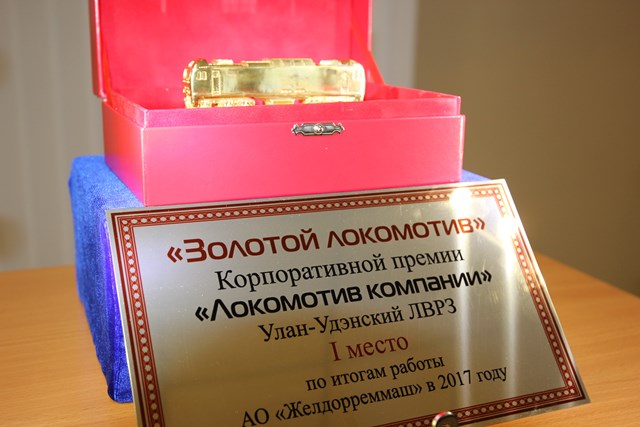 «Золотой локомотив»
Корпоративной премии
«Локомотив компании»
Улан-Удэнский ЛВРЗ
I место
по итогам работы
АО «Желдорреммаш» в 2017 году